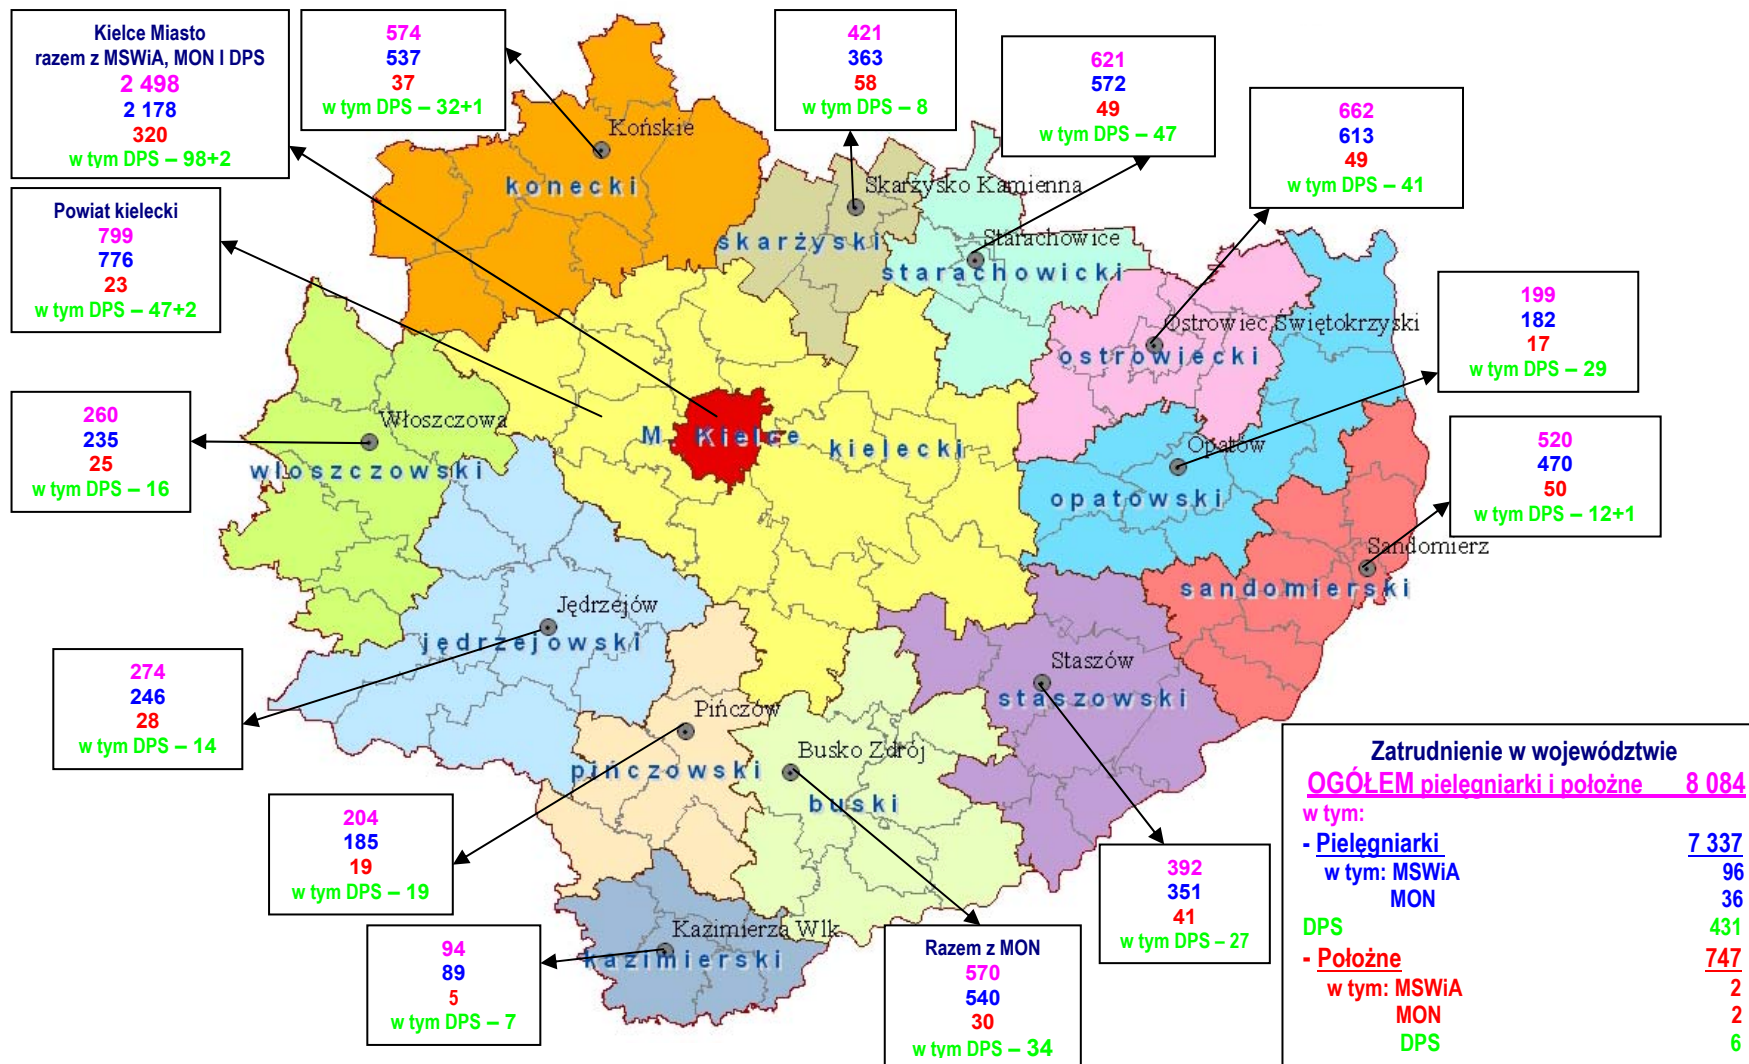 Kielce Miasto
razem z MSWiA, MON I DPS
2 498
2 178
320
w tym DPS – 98+2
574
537
37
w tym DPS – 32+1
421
363
58
w tym DPS – 8
621
572
49
w tym DPS – 47
662
613
49
w tym DPS – 41
Powiat kielecki
799
776
23
w tym DPS – 47+2
199
182
17
w tym DPS – 29
260
235
25
w tym DPS – 16
520
470
50
w tym DPS – 12+1
274
246
28
w tym DPS – 14
204
185
19
w tym DPS – 19
94
89
5
w tym DPS – 7
Razem z MON
570
540
30
w tym DPS – 34
392
351
41
w tym DPS – 27
Końskie
konecki
Skarżysko Kamienna
skarżyski
Starachowice
starachowicki
Ostrowiec Świętokrzyski
ostrowiecki
Włoszczowa
włoszczowski
M. Kielce
kielecki
Opatów
opatowski
Sandomierz
sandomierski
Jędrzejów
jędrzejowski
Staszów
staszowski
Pińczów
pińczowski
Busko Zdrój
buski
Kazimierza Wlk.
kazimierski
Zatrudnienie w województwie
OGÓŁEM pielęgniarki i położne 8 084
w tym:
- Pielęgniarki 7 337
w tym: MSWiA 96
MON 36
DPS 431
- Położne 747
w tym: MSWiA 2
MON 2
DPS 6